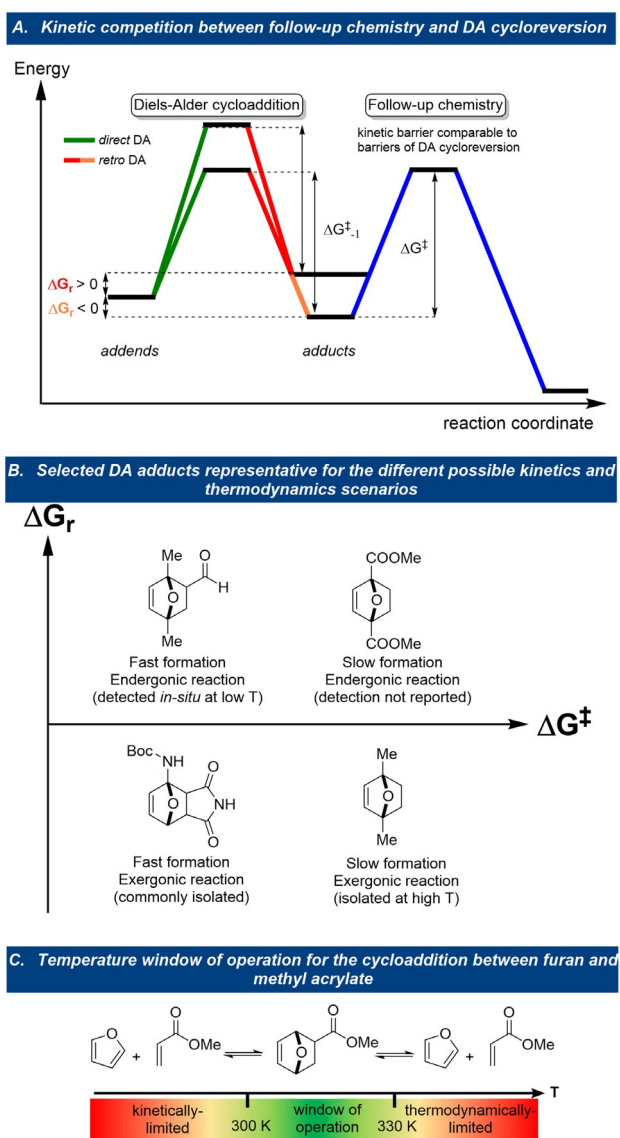 A. Kinetic competition between follow-up chemistry and DA cycloreversion
Energy
Diels-Alder cycloaddition
Follow-up chemistry
direct DA
retro DA
kinetic barrier comparable to
barriers of DA cycloreversion
ΔG‡-1
ΔG‡
ΔGr > 0
ΔGr < 0
addends
adducts
reaction coordinate
B. Selected DA adducts representative for the different possible kinetics and
thermodynamics scenarios
ΔGr
Me
O
H
O
Me
Fast formation
Endergonic reaction
(detected in-situ at low T)
COOMe
O
COOMe
Slow formation
Endergonic reaction
(detection not reported)
ΔG‡
Boc
NH
O
O
NH
O
Fast formation
Exergonic reaction
(commonly isolated)
Me
O
Me
Slow formation
Exergonic reaction
(isolated at high T)
C. Temperature window of operation for the cycloaddition between furan and
methyl acrylate
O
+
O
OMe
O
O
OMe
O
+
O
OMe
T
kinetically-
limited
300 K
window of
operation
330 K
thermodynamically-
limited